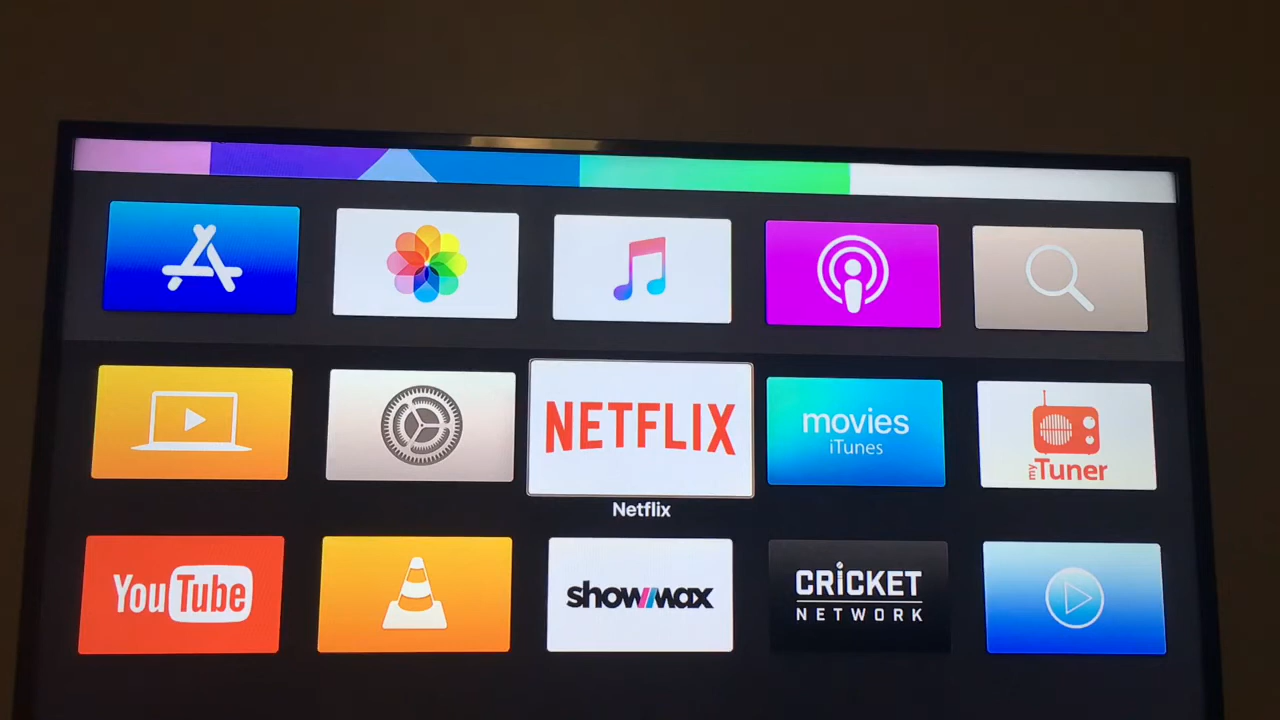 NETFLIX
movies
iTunes
myTuner
Netflix
YouTube
showmax
CRICKET
NETWORK